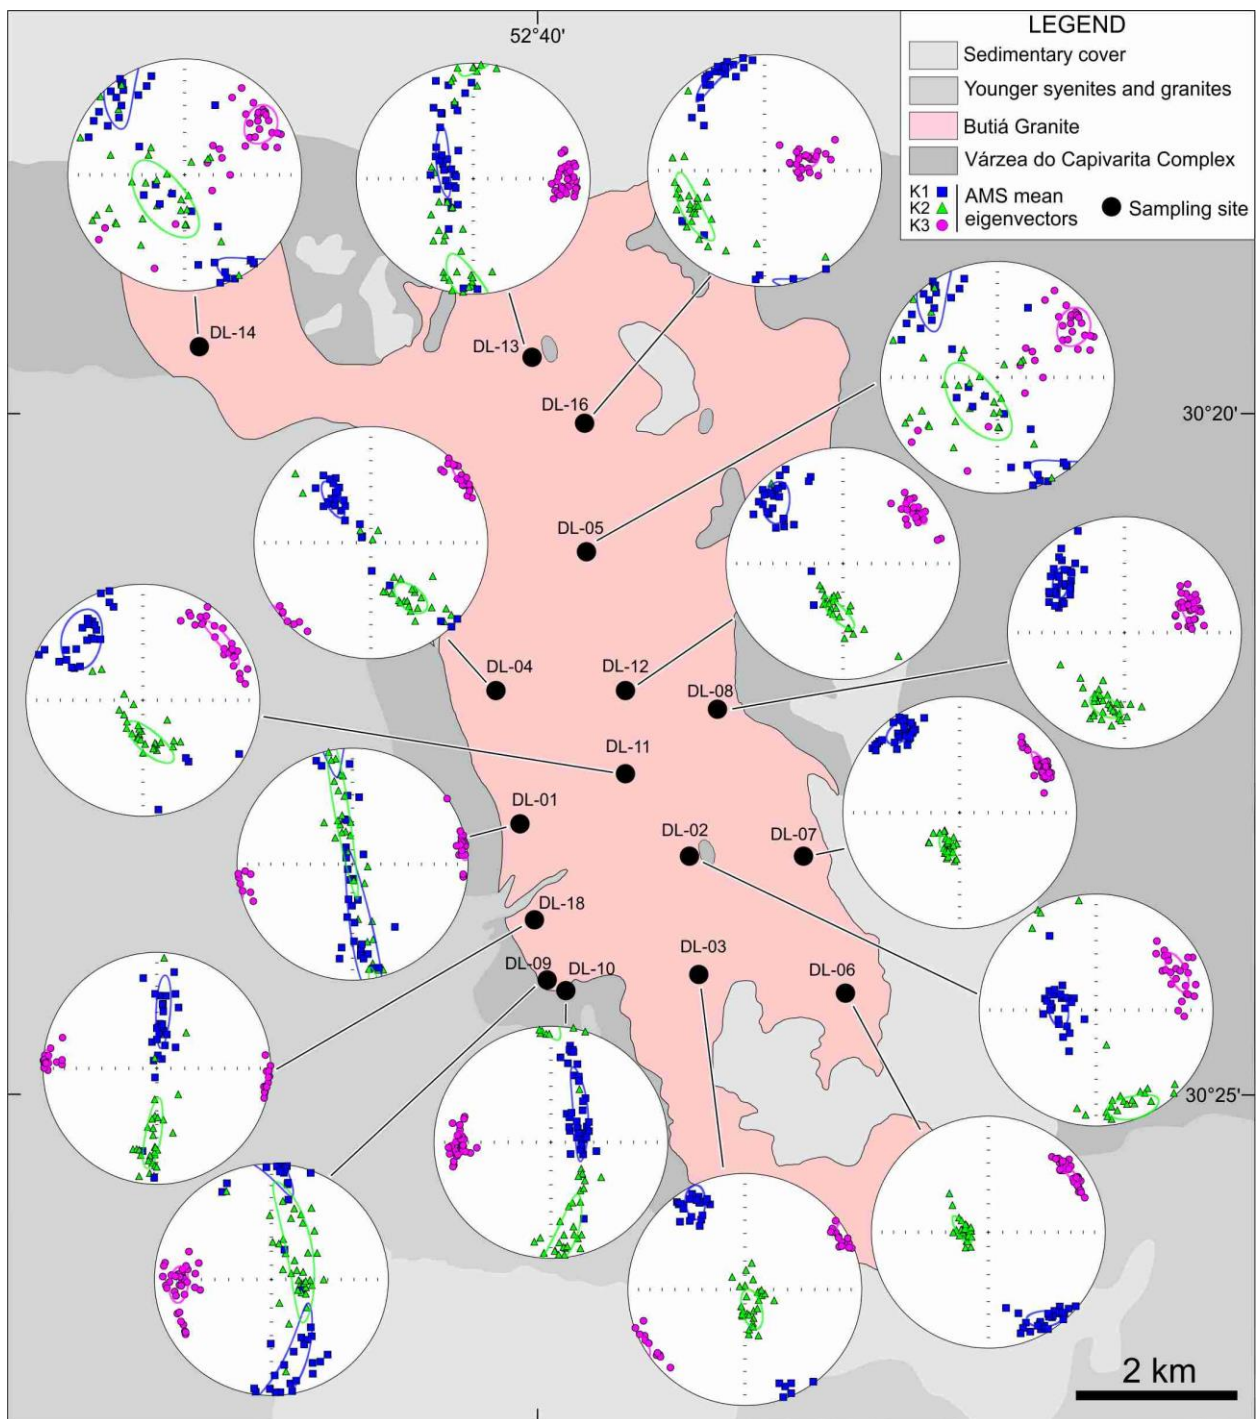 52°40'
LEGEND
Sedimentary cover
Younger syenites and granites
Butiá Granite
Várzea do Capivarita Complex
K1
K2
K3
AMS mean
eigenvectors
Sampling site
DL-14
DL-13
DL-16
30°20'
DL-05
DL-04
DL-12
DL-08
DL-11
DL-01
DL-02
DL-07
DL-18
DL-09
DL-10
DL-03
DL-06
30°25'
2 km